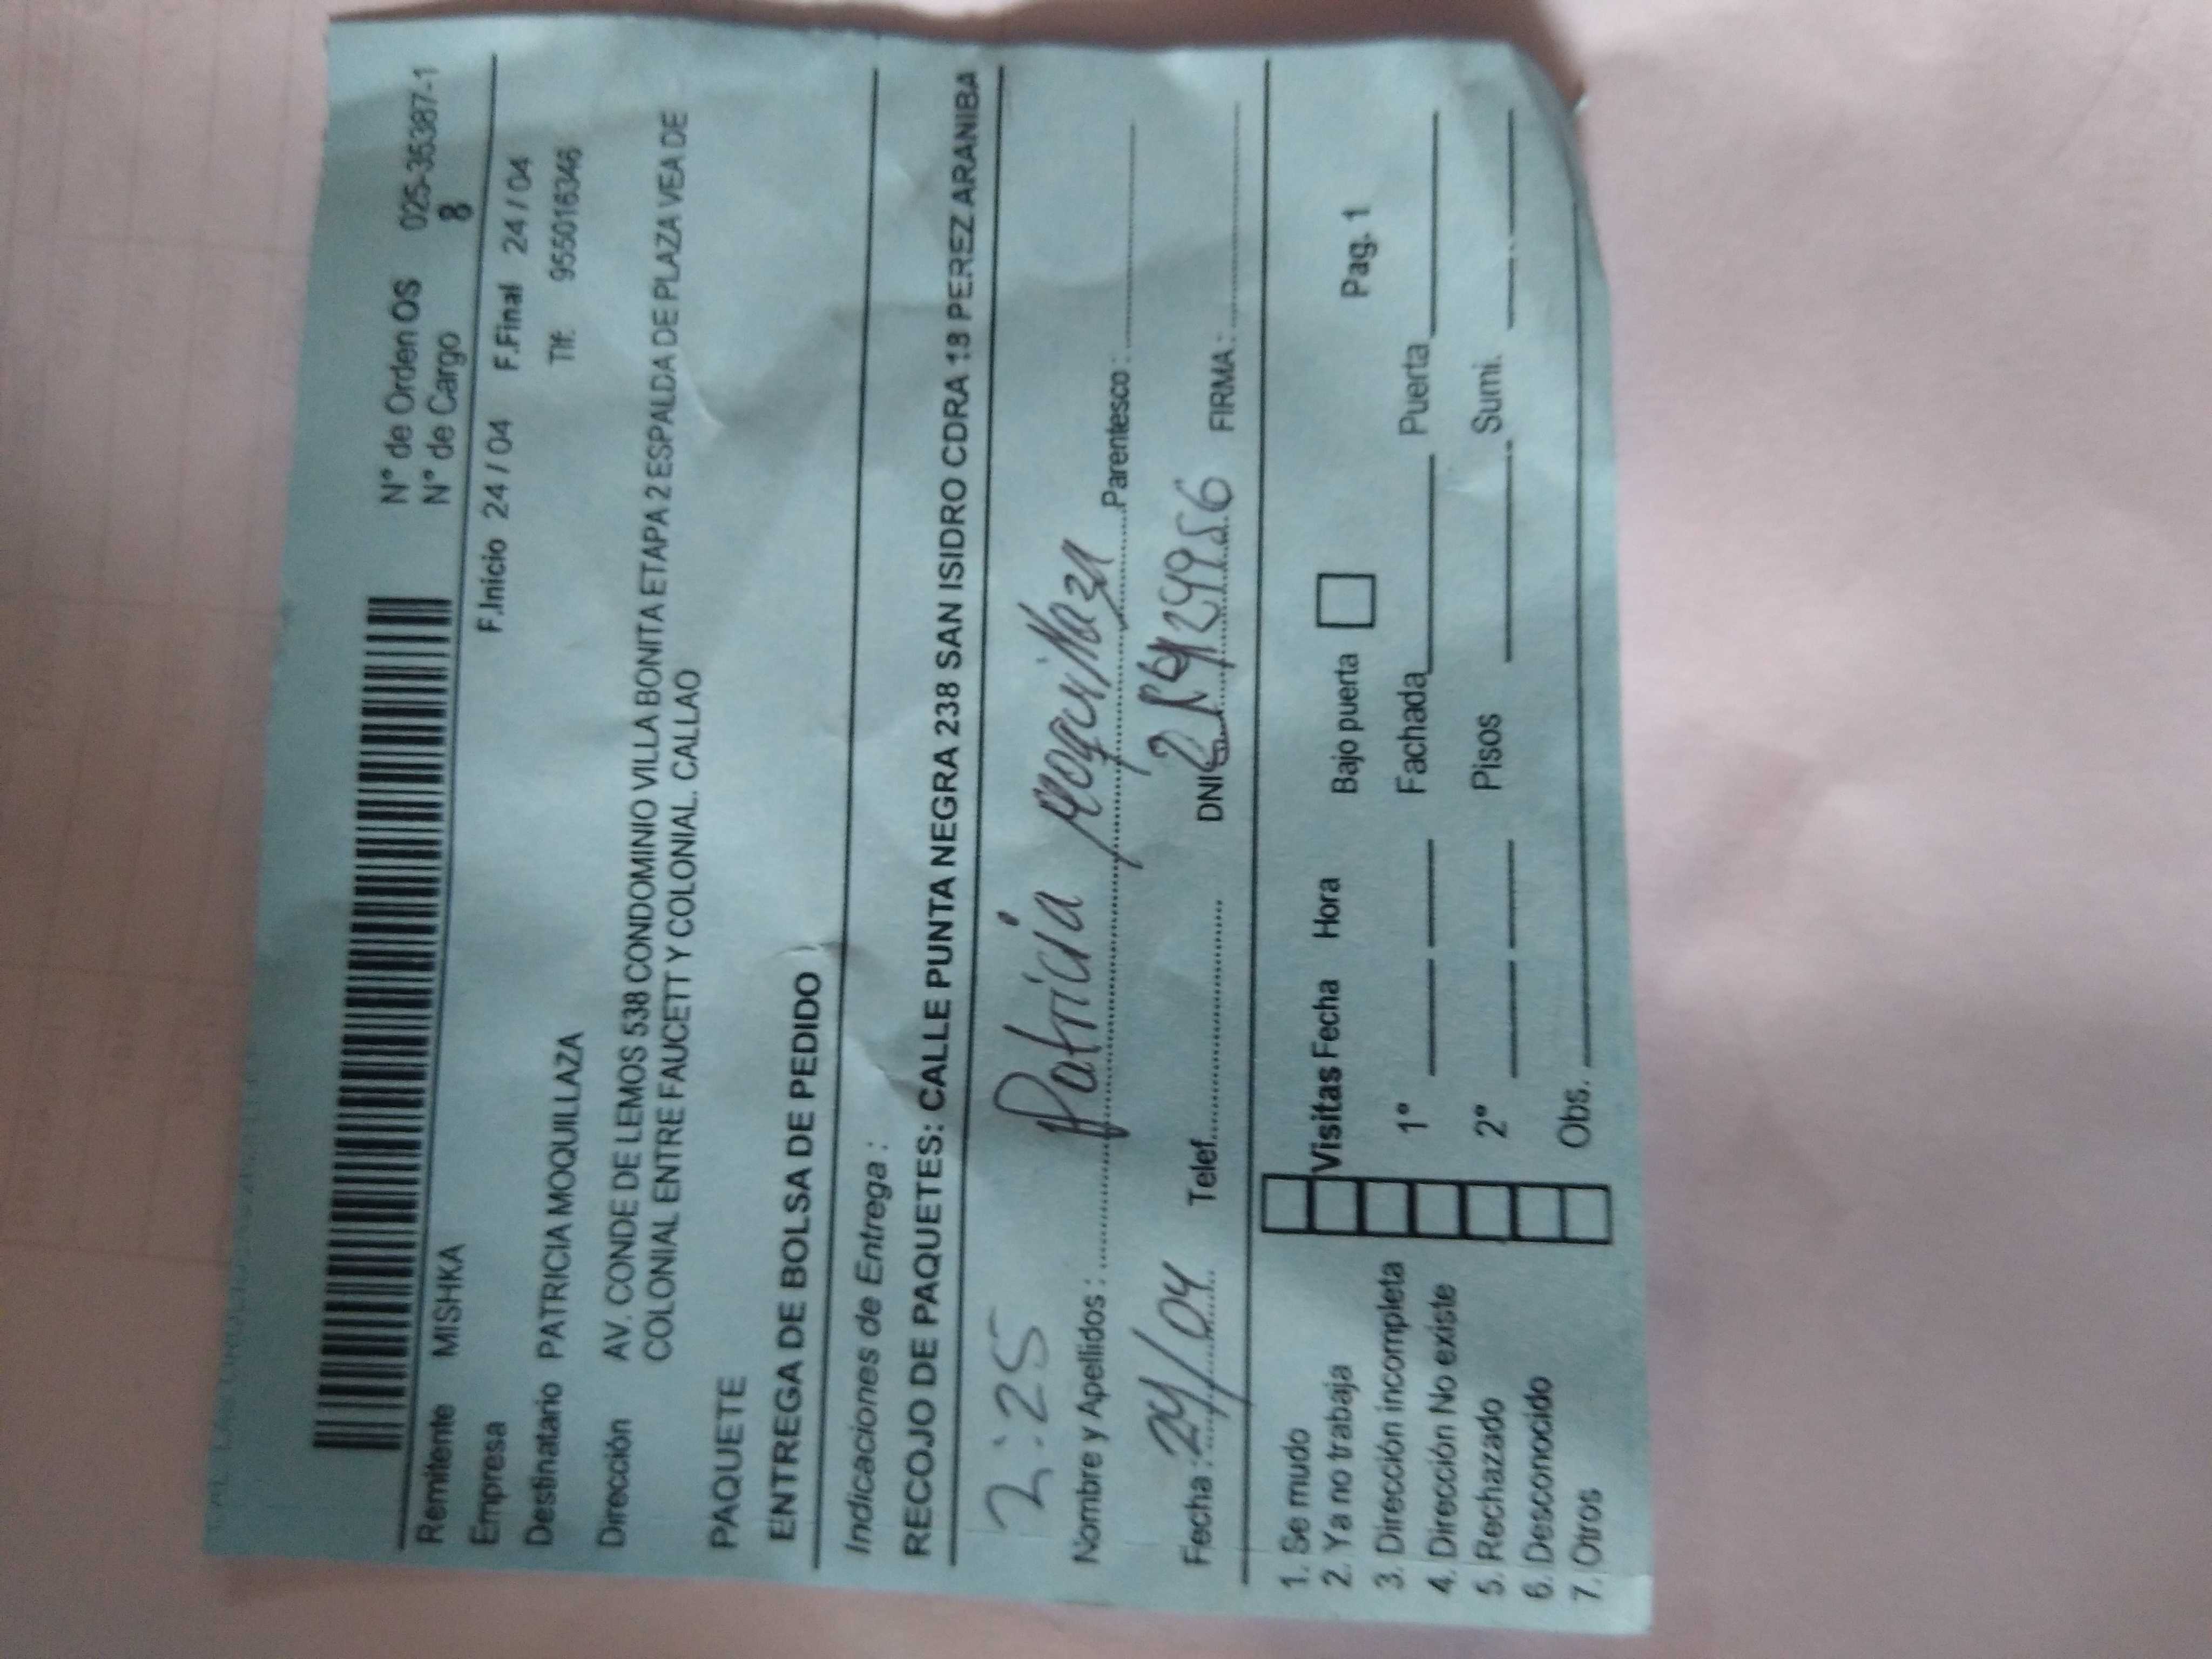 N° de Orden OS 025-35387-1
N° de Cargo 8
Remitente MISHKA
F.Inicio 24 / 04 F.Final 24 / 04
Empresa
Tlf: 955016346
Destinatario PATRICIA MOQUILLAZA
Dirección AV. CONDE DE LEMOS 538 CONDOMINIO VILLA BONITA ETAPA 2 ESPALDA DE PLAZA VEA DE
COLONIAL ENTRE FAUCETT Y COLONIAL. CALLAO
PAQUETE
ENTREGA DE BOLSA DE PEDIDO
Indicaciones de Entrega :
RECOJO DE PAQUETES: CALLE PUNTA NEGRA 238 SAN ISIDRO CDRA 18 PEREZ ARANIBA
2:25
Nombre y Apellidos : Patricia Moquillaza Parentesco :
Fecha : 24/04 Telef. DNI FIRMA :
1. Se mudo
2. Ya no trabaja Visitas Fecha Hora Bajo puerta Pag. 1
3. Dirección incompleta 1° Fachada Puerta
4. Dirección No existe
5. Rechazado 2° Pisos Sumi.
6. Desconocido
7. Otros Obs.